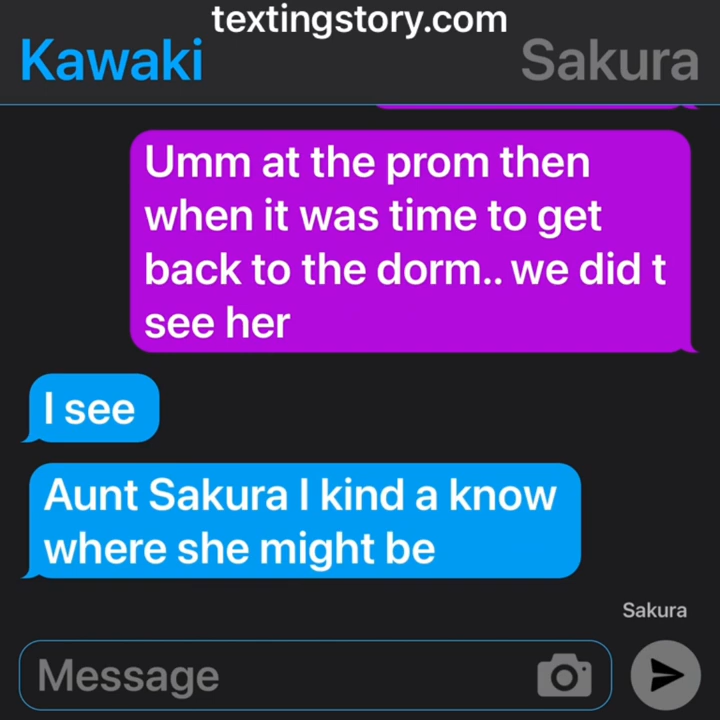 textingstory.com
Kawaki
Sakura
Umm at the prom then
when it was time to get
back to the dorm.. we did t
see her
I see
Aunt Sakura I kind a know
where she might be
Sakura
Message